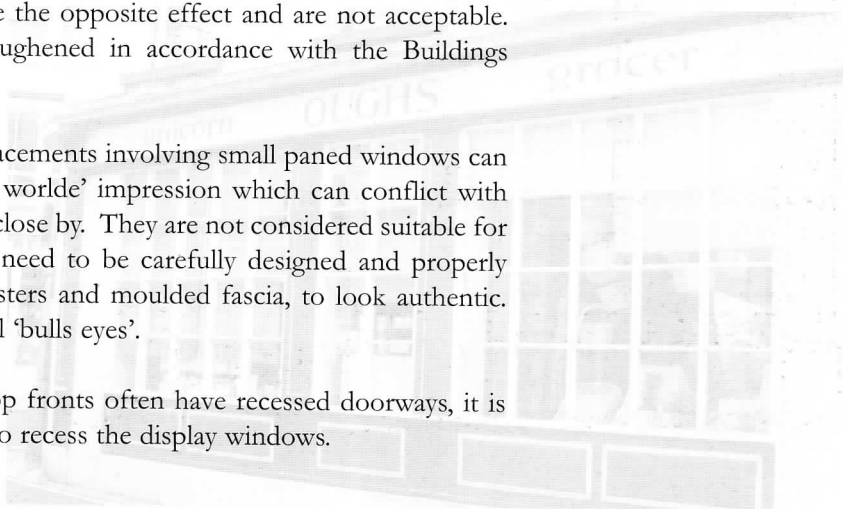 e the opposite effect and are not acceptable.
ughened in accordance with the Buildings
OUGHS
grocer
acements involving small paned windows can
worlde’ impression which can conflict with
close by. They are not considered suitable for
need to be carefully designed and properly
sters and moulded fascia, to look authentic.
l ‘bulls eyes’.
op fronts often have recessed doorways, it is
o recess the display windows.